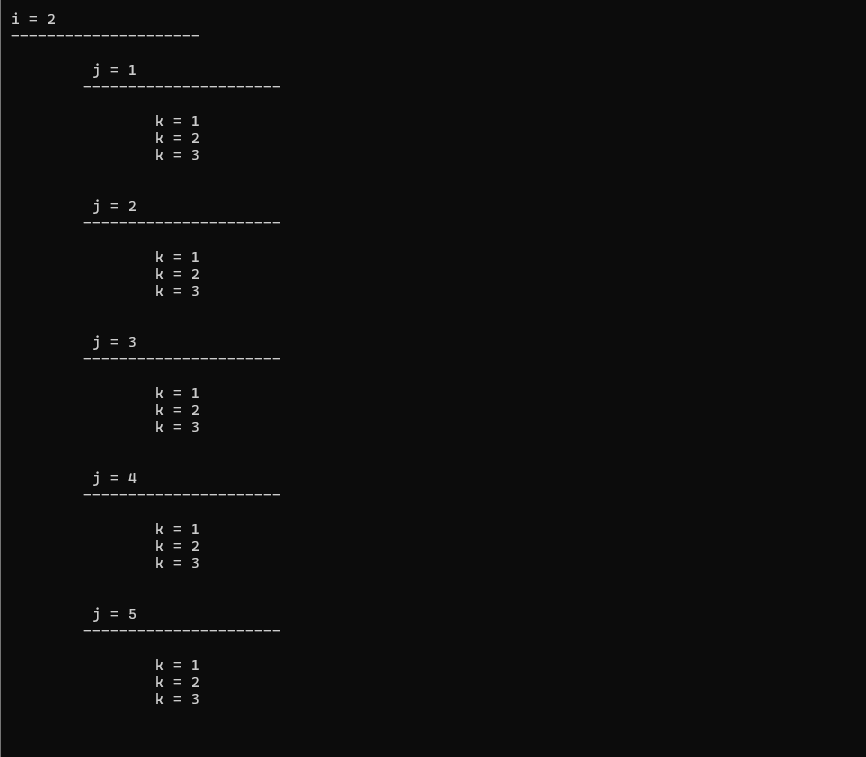 i = 2
---------------------
j = 1
----------------------
k = 1
k = 2
k = 3
j = 2
----------------------
k = 1
k = 2
k = 3
j = 3
----------------------
k = 1
k = 2
k = 3
j = 4
----------------------
k = 1
k = 2
k = 3
j = 5
----------------------
k = 1
k = 2
k = 3